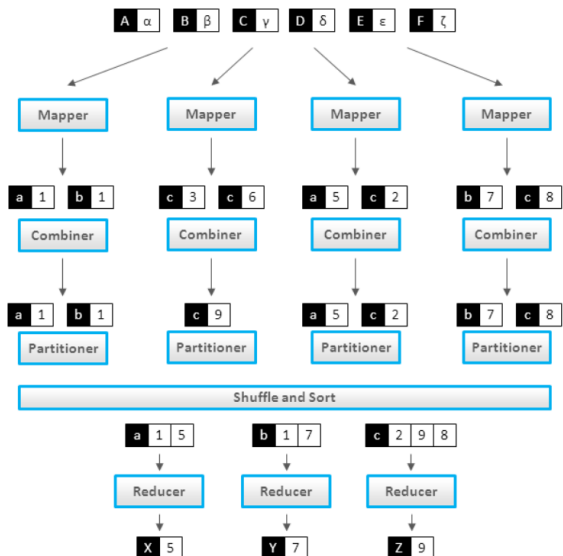 A α B β C γ D δ E ε F ζ
Mapper Mapper Mapper Mapper
a 1 b 1 c 3 c 6 a 5 c 2 b 7 c 8
Combiner Combiner Combiner Combiner
a 1 b 1 c 9 a 5 c 2 b 7 c 8
Partitioner Partitioner Partitioner Partitioner
Shuffle and Sort
a 1 5 b 1 7 c 2 9 8
Reducer Reducer Reducer
X 5 Y 7 Z 9